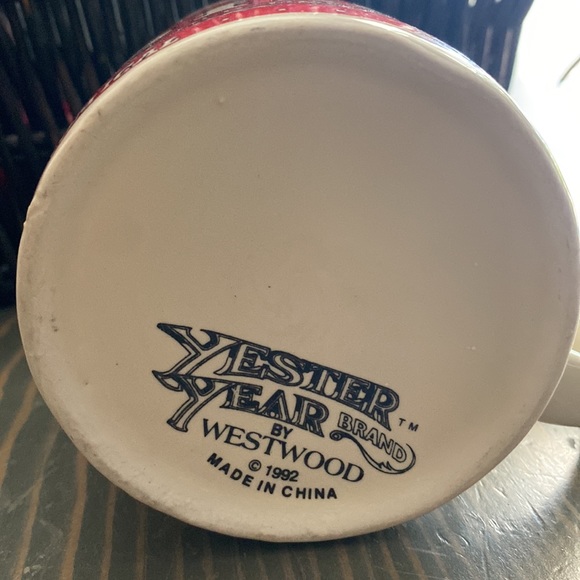 YESTER
YEAR BRAND ™
BY
WESTWOOD
© 1992
MADE IN CHINA